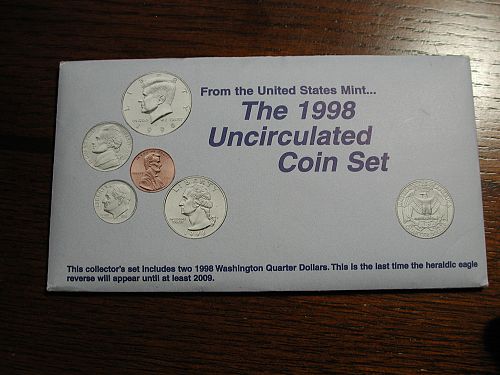 From the United States Mint...
The 1998
Uncirculated
Coin Set
This collector's set includes two 1998 Washington Quarter Dollars. This is the last time the heraldic eagle
reverse will appear until at least 2009.